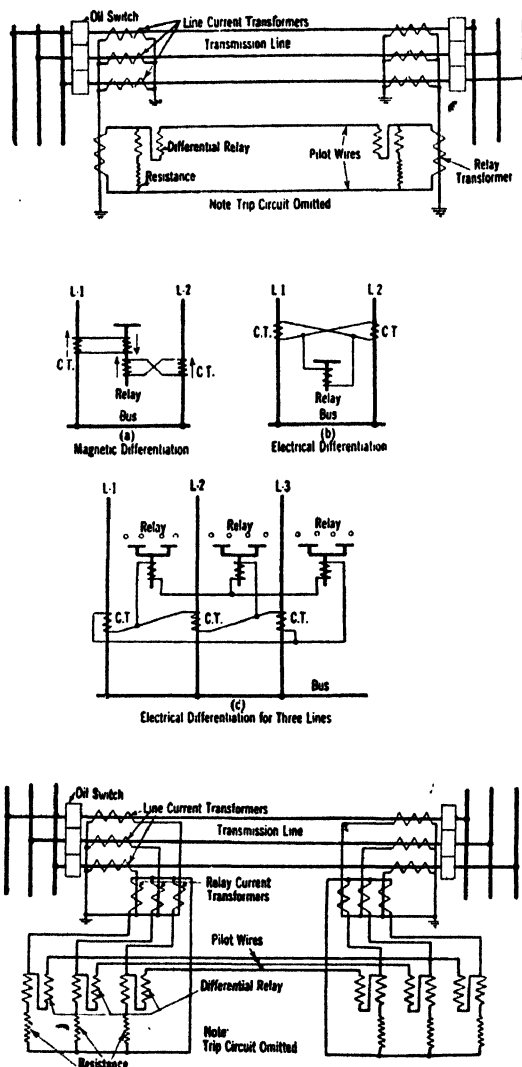 Oil Switch
Line Current Transformers
Transmission Line
Differential Relay
Pilot Wires
Resistance
Relay
Transformer
Note Trip Circuit Omitted
L-1
L-2
C.T.
C T.
Relay
Bus
(a)
Magnetic Differentiation
L 1
L 2
C.T.
C T
Relay
Bus
(b)
Electrical Differentiation
L-1
L-2
L-3
Relay
Relay
Relay
C.T.
C.T.
C.T.
Bus
(c)
Electrical Differentiation for Three Lines
Oil Switch
Line Current Transformers
Transmission Line
Relay Current
Transformers
Pilot Wires
Differential Relay
Note
Trip Circuit Omitted
Resistance